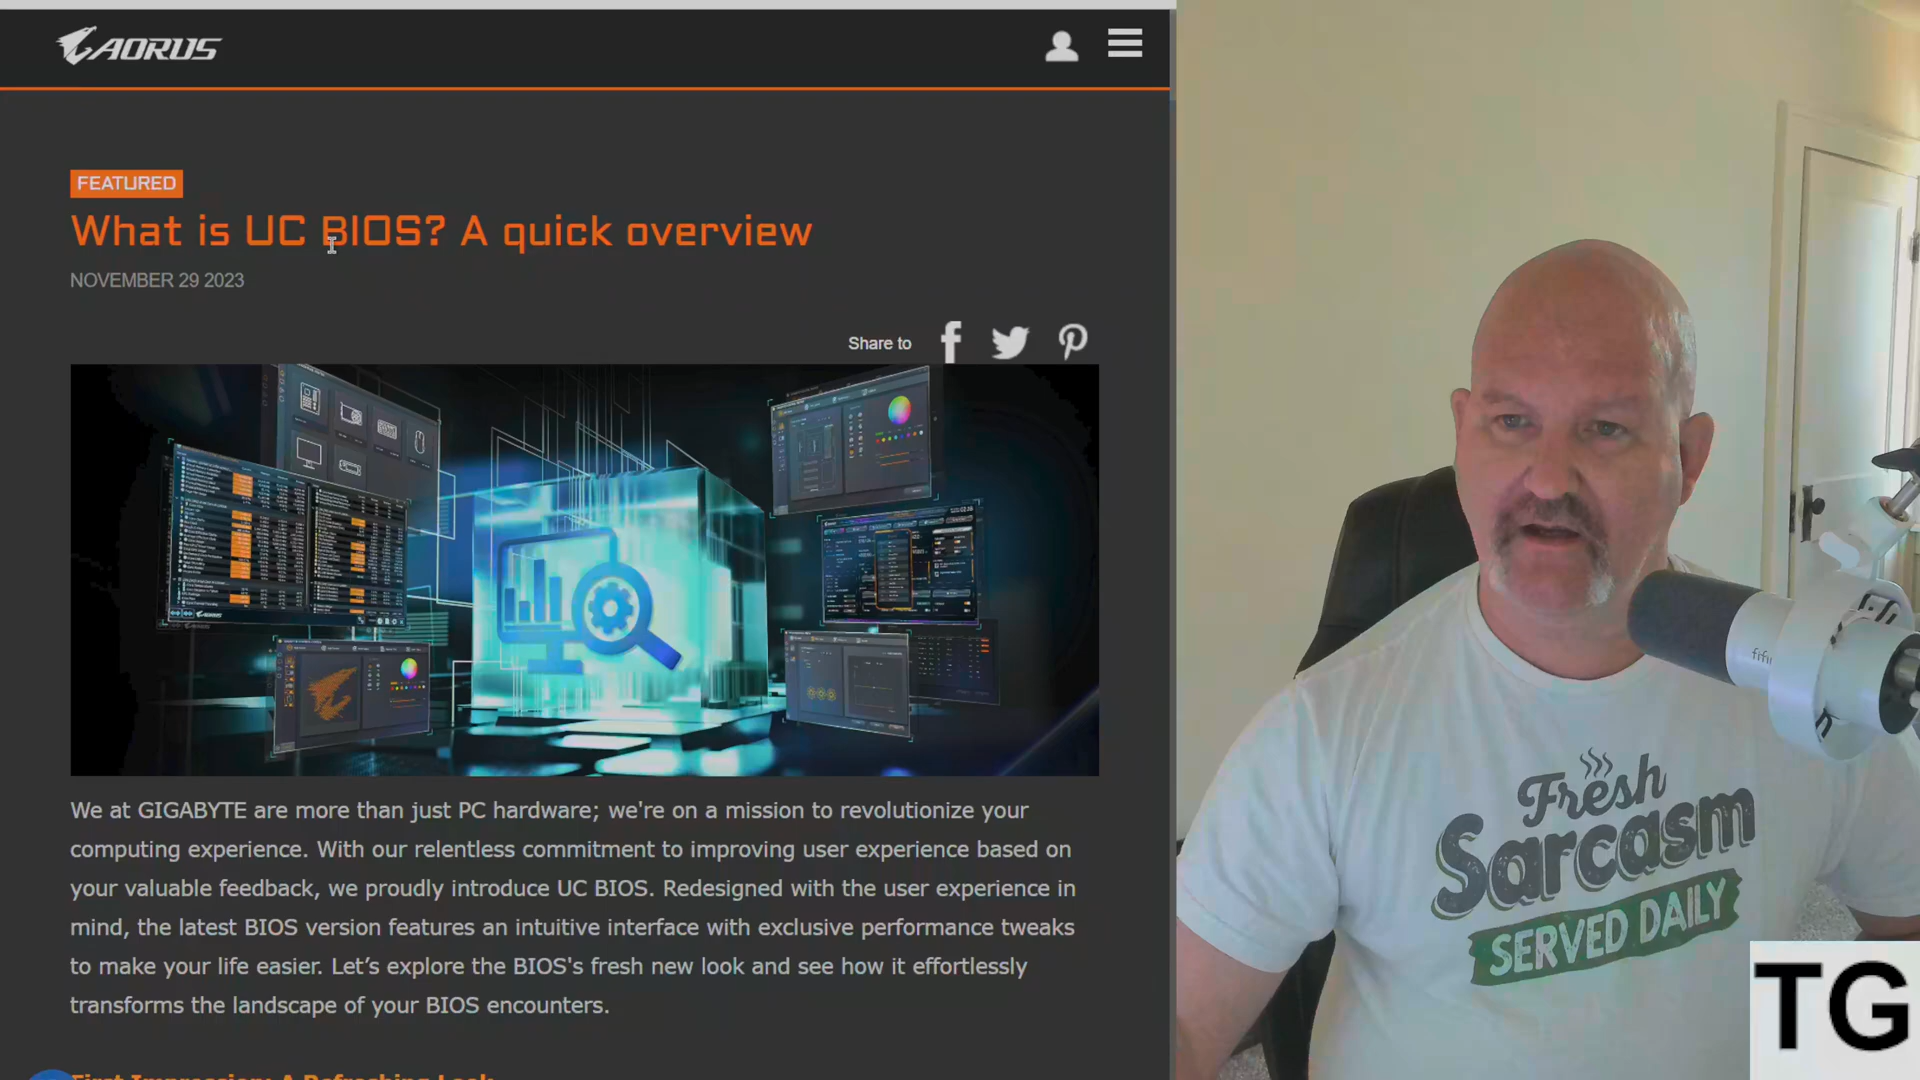 AORUS
FEATURED
What is UC BIOS? A quick overview
NOVEMBER 29 2023
Share to
We at GIGABYTE are more than just PC hardware; we're on a mission to revolutionize your
computing experience. With our relentless commitment to improving user experience based on
your valuable feedback, we proudly introduce UC BIOS. Redesigned with the user experience in
mind, the latest BIOS version features an intuitive interface with exclusive performance tweaks
to make your life easier. Let’s explore the BIOS's fresh new look and see how it effortlessly
transforms the landscape of your BIOS encounters.
First Impression: A Refreshing Look
Fresh
Sarcasm
SERVED DAILY
TG